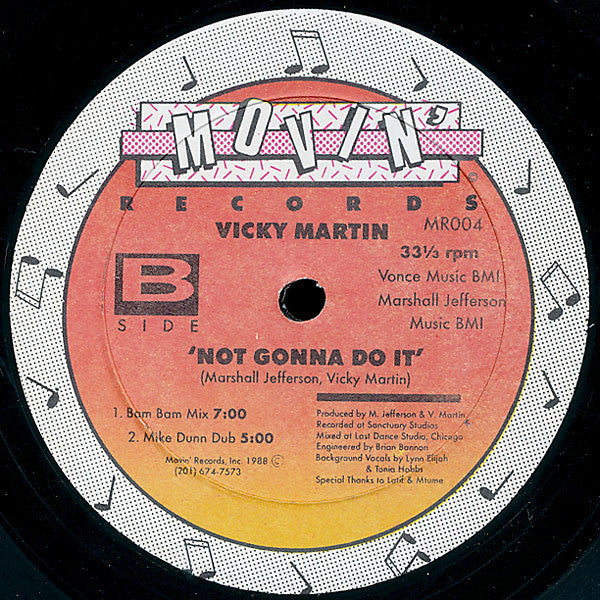 MOVIN'
RECORDS
VICKY MARTIN
MR004
33⅓ rpm
Vonce Music BMI
Marshall Jefferson
Music BMI
B
SIDE
'NOT GONNA DO IT'
(Marshall Jefferson, Vicky Martin)
1. Bam Bam Mix 7:00
2. Mike Dunn Dub 5:00
Movin' Records, Inc. 1988 ©
(201) 674-7573
Produced by M. Jefferson & V. Martin
Recorded at Sanctuary Studios
Mixed at Last Dance Studio, Chicago
Engineered by Brian Bannon
Background Vocals by Lynn Elijah
& Tonia Hobbs
Special Thanks to Latif & Mtume